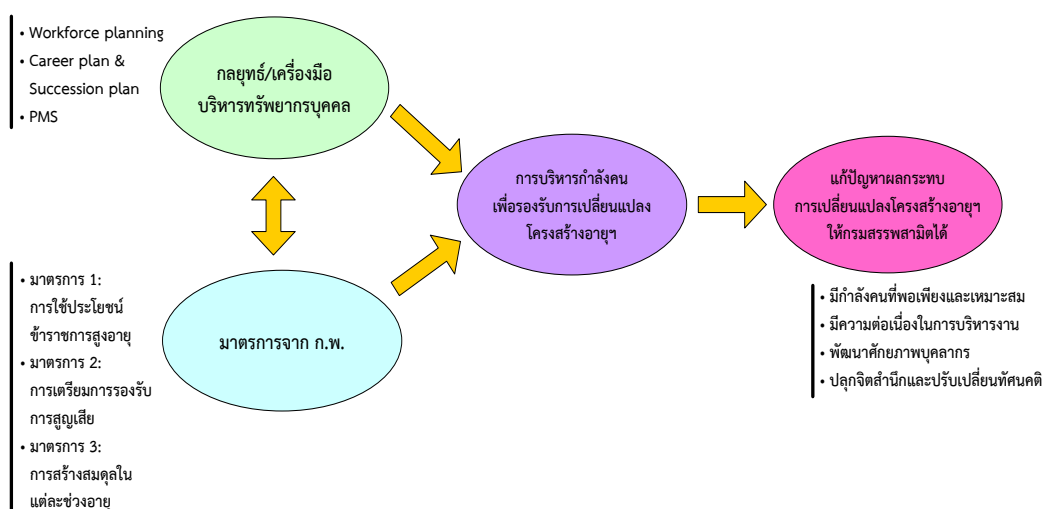 • Workforce planning
• Career plan &
Succession plan
• PMS
กลยุทธ์/เครื่องมือ
บริหารทรัพยากรบุคคล
การบริหารกำลังคน
เพื่อรองรับการเปลี่ยนแปลง
โครงสร้างอายุฯ
แก้ปัญหาผลกระทบ
การเปลี่ยนแปลงโครงสร้างอายุฯ
ให้กรมสรรพสามิตได้
• มาตรการ 1:
การใช้ประโยชน์
ข้าราชการสูงอายุ
• มาตรการ 2:
การเตรียมการรองรับ
การสูญเสีย
• มาตรการ 3:
การสร้างสมดุลใน
แต่ละช่วงอายุ
มาตรการจาก ก.พ.
• มีกำลังคนที่พอเพียงและเหมาะสม
• มีความต่อเนื่องในการบริหารงาน
• พัฒนาศักยภาพบุคลากร
• ปลุกจิตสำนึกและปรับเปลี่ยนทัศนคติ